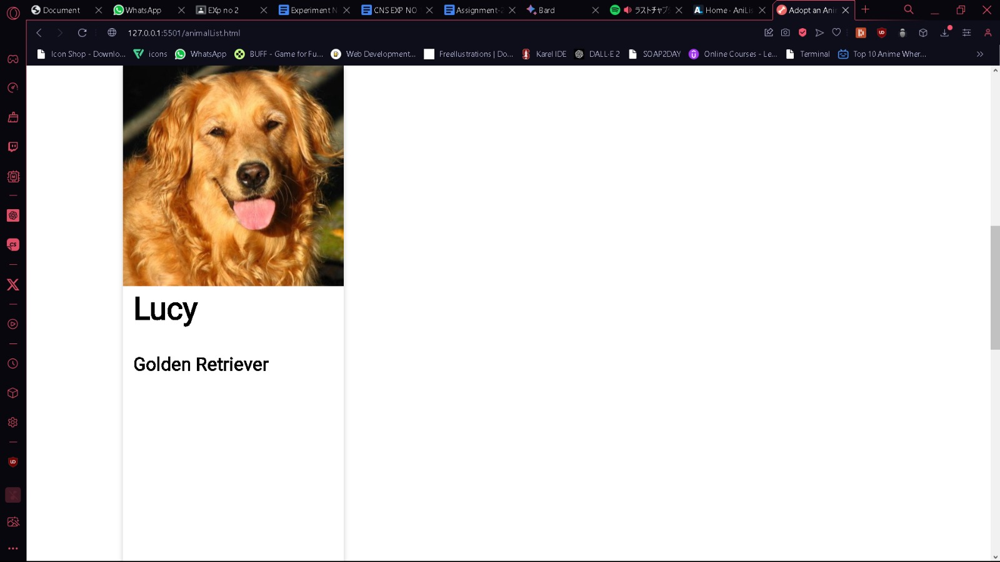 Document
WhatsApp
EXp no 2
Experiment N
CNS EXP NO
Assignment-2
Bard
ラストチャプ
Home · AniLis
Adopt an Ani
127.0.0.1:5501/animalList.html
Icon Shop - Downlo...
icons
WhatsApp
BUFF - Game for Fu...
Web Development...
FreeIlustrations | Do...
Karel IDE
DALL·E 2
SOAP2DAY
Online Courses - Le...
Terminal
Top 10 Anime Wher...
Lucy
Golden Retriever